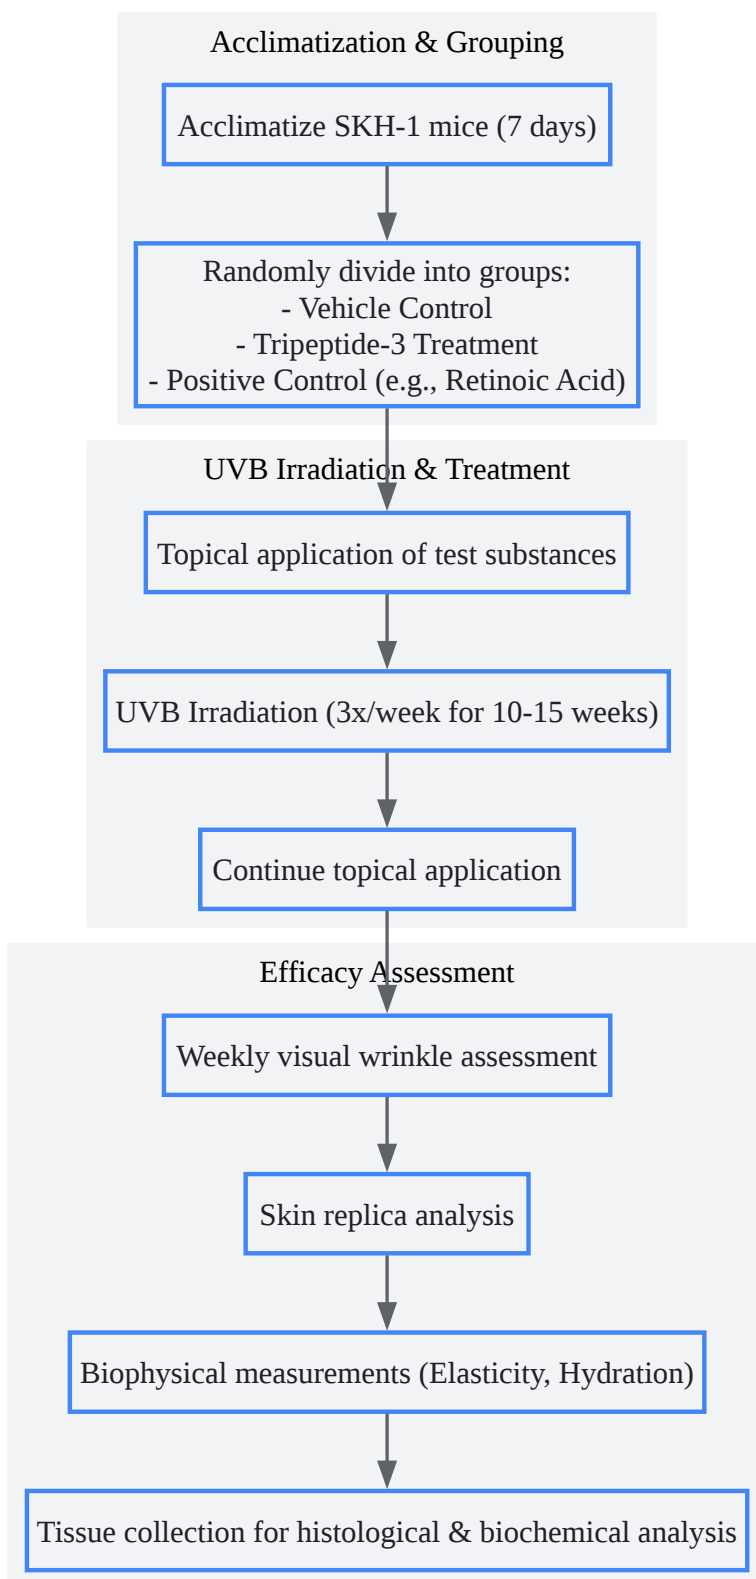 Acclimatization & Grouping
Acclimatize SKH-1 mice (7 days)
Randomly divide into groups:
- Vehicle Control
- Tripeptide-3 Treatment
- Positive Control (e.g., Retinoic Acid)
UVB Irradiation & Treatment
Topical application of test substances
UVB Irradiation (3x/week for 10-15 weeks)
Continue topical application
Efficacy Assessment
Weekly visual wrinkle assessment
Skin replica analysis
Biophysical measurements (Elasticity, Hydration)
Tissue collection for histological & biochemical analysis